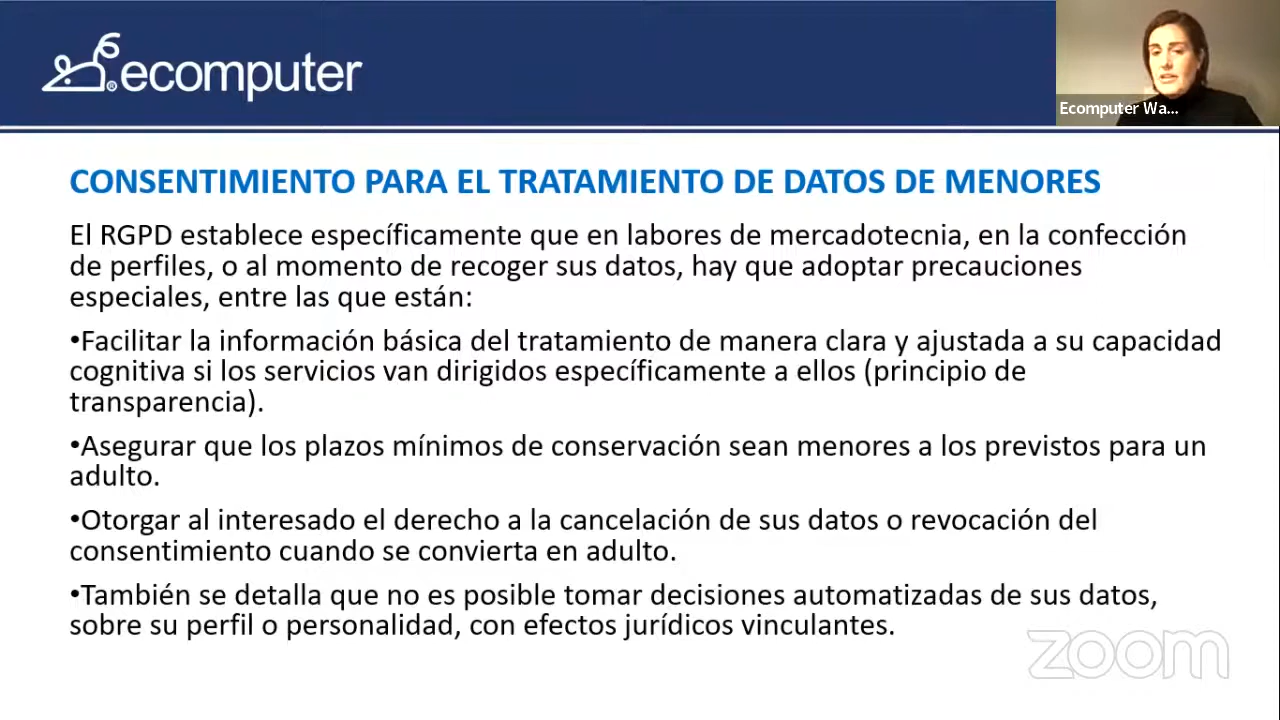 ecomputer
Ecomputer Wa...
CONSENTIMIENTO PARA EL TRATAMIENTO DE DATOS DE MENORES
El RGPD establece específicamente que en labores de mercadotecnia, en la confección
de perfiles, o al momento de recoger sus datos, hay que adoptar precauciones
especiales, entre las que están:
•Facilitar la información básica del tratamiento de manera clara y ajustada a su capacidad
cognitiva si los servicios van dirigidos específicamente a ellos (principio de
transparencia).
•Asegurar que los plazos mínimos de conservación sean menores a los previstos para un
adulto.
•Otorgar al interesado el derecho a la cancelación de sus datos o revocación del
consentimiento cuando se convierta en adulto.
•También se detalla que no es posible tomar decisiones automatizadas de sus datos,
sobre su perfil o personalidad, con efectos jurídicos vinculantes.
zoom